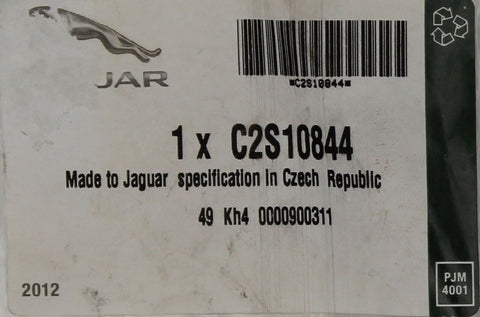 JAR
*C2S10844*
1 x C2S10844
Made to Jaguar specification in Czech Republic
49 Kh4 0000900311
2012
PJM
4001